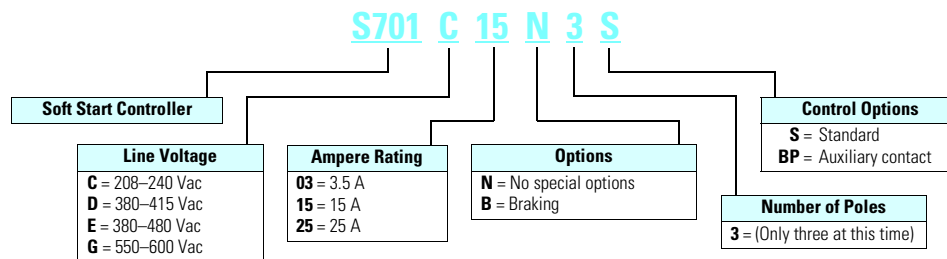 S701 C 15 N 3 S
Soft Start Controller
Line Voltage
C = 208–240 Vac
D = 380–415 Vac
E = 380–480 Vac
G = 550–600 Vac
Ampere Rating
03 = 3.5 A
15 = 15 A
25 = 25 A
Options
N = No special options
B = Braking
Number of Poles
3 = (Only three at this time)
Control Options
S = Standard
BP = Auxiliary contact